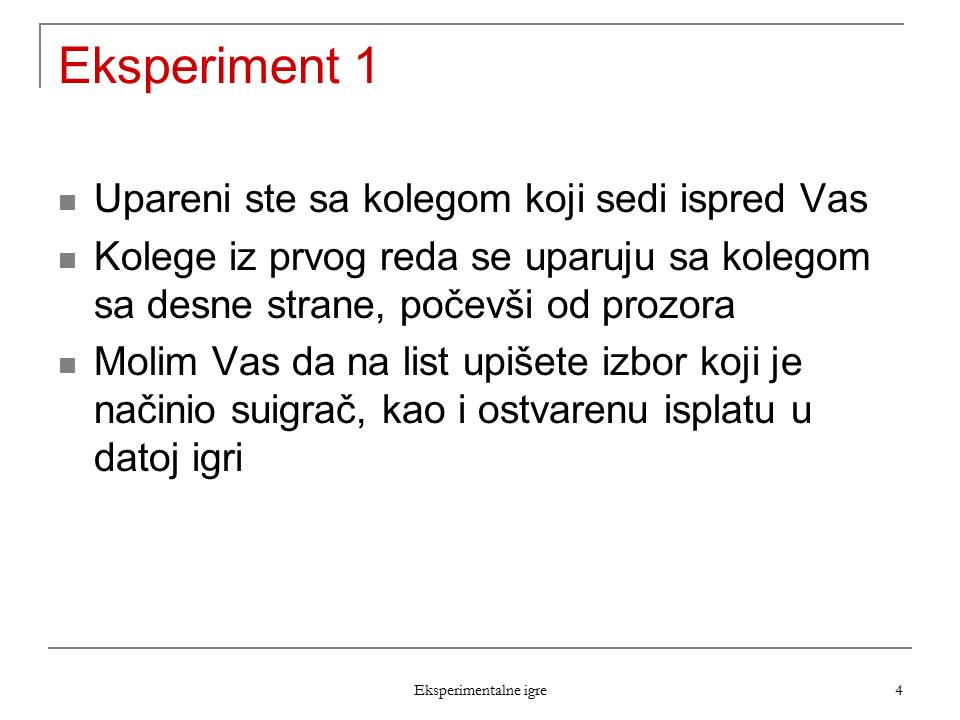 Eksperiment 1
Upareni ste sa kolegom koji sedi ispred Vas
Kolege iz prvog reda se uparuju sa kolegom
sa desne strane, počevši od prozora
Molim Vas da na list upišete izbor koji je
načinio suigrač, kao i ostvarenu isplatu u
datoj igri
Eksperimentalne igre
4